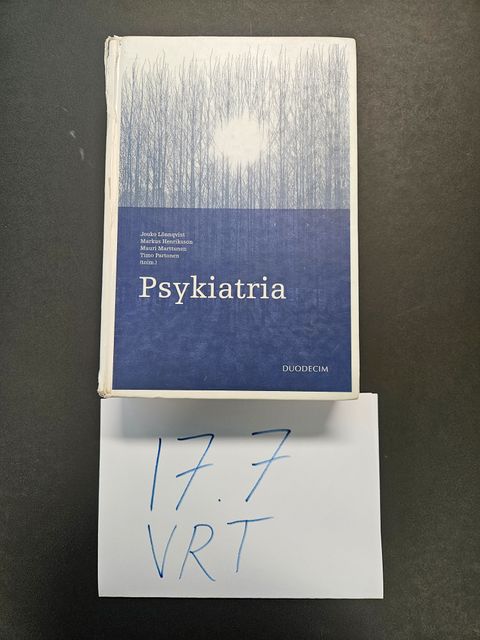 Jouko Lönnqvist
Markus Henriksson
Mauri Marttunen
Timo Partonen
(toim.)
Psykiatria
DUODECIM
17.7
VRT